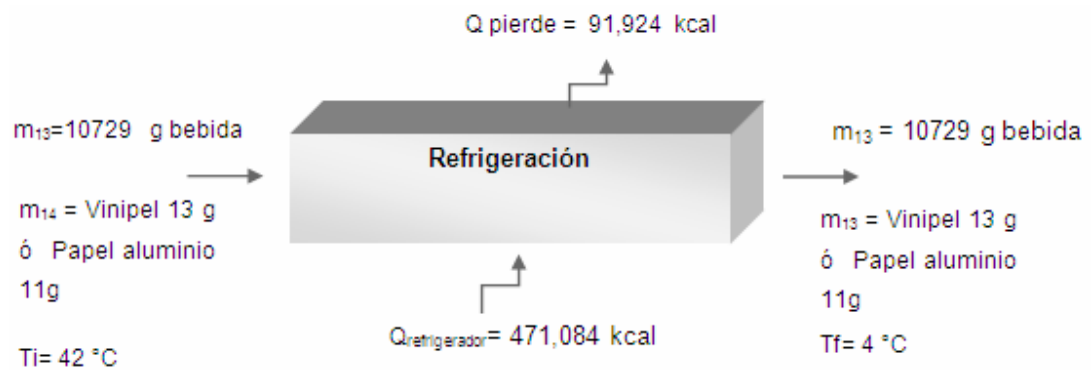 Q pierde = 91,924 kcal
m₁₃=10729 g bebida
m₁₄ = Vinipel 13 g
ó Papel aluminio
11g
Ti= 42 °C
Refrigeración
Qrefrigerador= 471,084 kcal
m₁₃ = 10729 g bebida
m₁₃ = Vinipel 13 g
ó Papel aluminio
11g
Tf= 4 °C